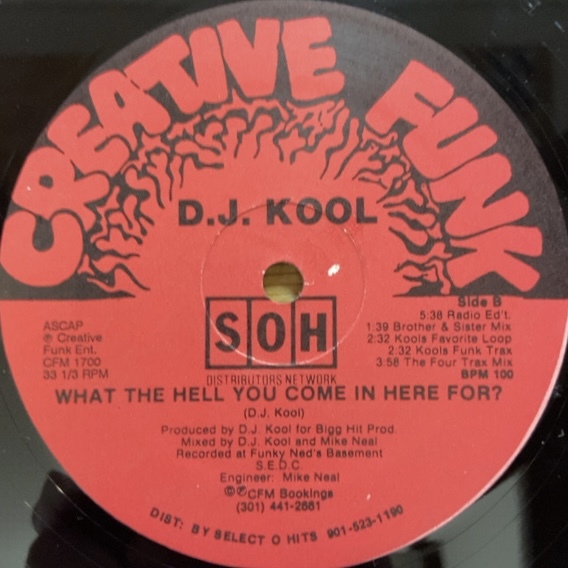 CREATIVE FUNK
D.J. KOOL
SOH
DISTRIBUTORS NETWORK
ASCAP
℗ Creative
Funk Ent.
CFM 1700
33 1/3 RPM
Side B
5:38 Radio Ed't.
1:39 Brother & Sister Mix
2:32 Kools Favorite Loop
2:32 Kools Funk Trax
3:58 The Four Trax Mix
BPM 100
WHAT THE HELL YOU COME IN HERE FOR?
(D.J. Kool)
Produced by D.J. Kool for Bigg Hit Prod.
Mixed by D.J. Kool and Mike Neal
Recorded at Funky Ned's Basement
S.E.D.C.
Engineer: Mike Neal
©℗CFM Bookings
(301) 441-2661
DIST: BY SELECT O HITS 901-523-1190